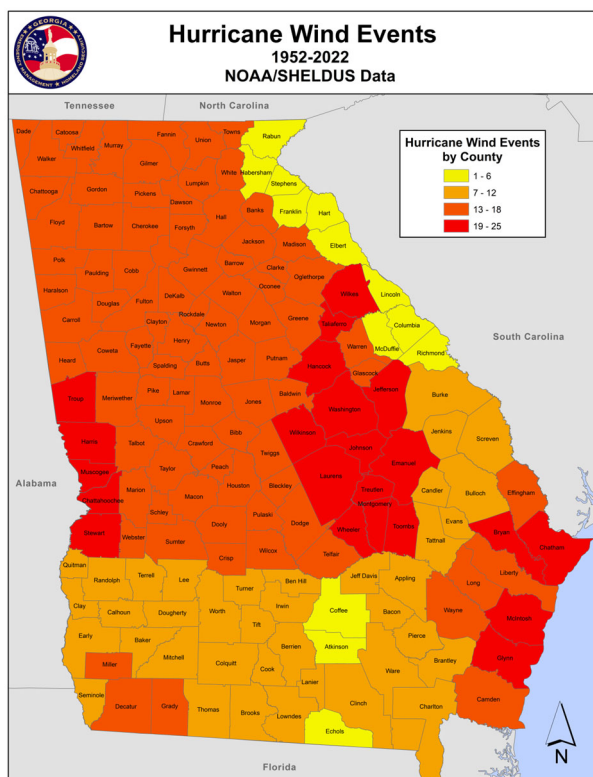 GEORGIA
EMERGENCY MANAGEMENT
HOMELAND SECURITY
Hurricane Wind Events
1952-2022
NOAA/SHELDUS Data
Tennessee
North Carolina
Hurricane Wind Events
by County
1 - 6
7 - 12
13 - 18
19 - 25
Dade
Catoosa
Fannin
Towns
Rabun
Whitfield
Murray
Union
Walker
Gilmer
White
Habersham
Lumpkin
Stephens
Chattooga
Gordon
Pickens
Dawson
Banks
Franklin
Hart
Floyd
Bartow
Cherokee
Forsyth
Hall
Jackson
Madison
Elbert
Polk
Paulding
Cobb
Gwinnett
Barrow
Clarke
Oglethorpe
Haralson
Douglas
Fulton
DeKalb
Walton
Oconee
Wilkes
Lincoln
Carroll
Clayton
Rockdale
Newton
Morgan
Greene
Taliaferro
Columbia
McDuffie
South Carolina
Heard
Coweta
Fayette
Henry
Spalding
Butts
Jasper
Putnam
Hancock
Warren
Richmond
Glascock
Troup
Meriwether
Pike
Lamar
Monroe
Jones
Baldwin
Jefferson
Burke
Washington
Upson
Harris
Talbot
Crawford
Bibb
Twiggs
Wilkinson
Johnson
Jenkins
Screven
Muscogee
Taylor
Peach
Emanuel
Alabama
Chattahoochee
Marion
Macon
Houston
Bleckley
Laurens
Treutlen
Candler
Bulloch
Effingham
Schley
Montgomery
Toombs
Evans
Stewart
Webster
Sumter
Dooly
Pulaski
Dodge
Wheeler
Tattnall
Bryan
Chatham
Crisp
Wilcox
Telfair
Quitman
Randolph
Terrell
Lee
Turner
Ben Hill
Jeff Davis
Appling
Long
Liberty
Clay
Calhoun
Dougherty
Worth
Irwin
Coffee
Bacon
Wayne
McIntosh
Early
Baker
Tift
Pierce
Miller
Mitchell
Colquitt
Berrien
Atkinson
Brantley
Glynn
Cook
Ware
Seminole
Decatur
Grady
Thomas
Brooks
Lowndes
Lanier
Clinch
Charlton
Camden
Echols
Florida
N